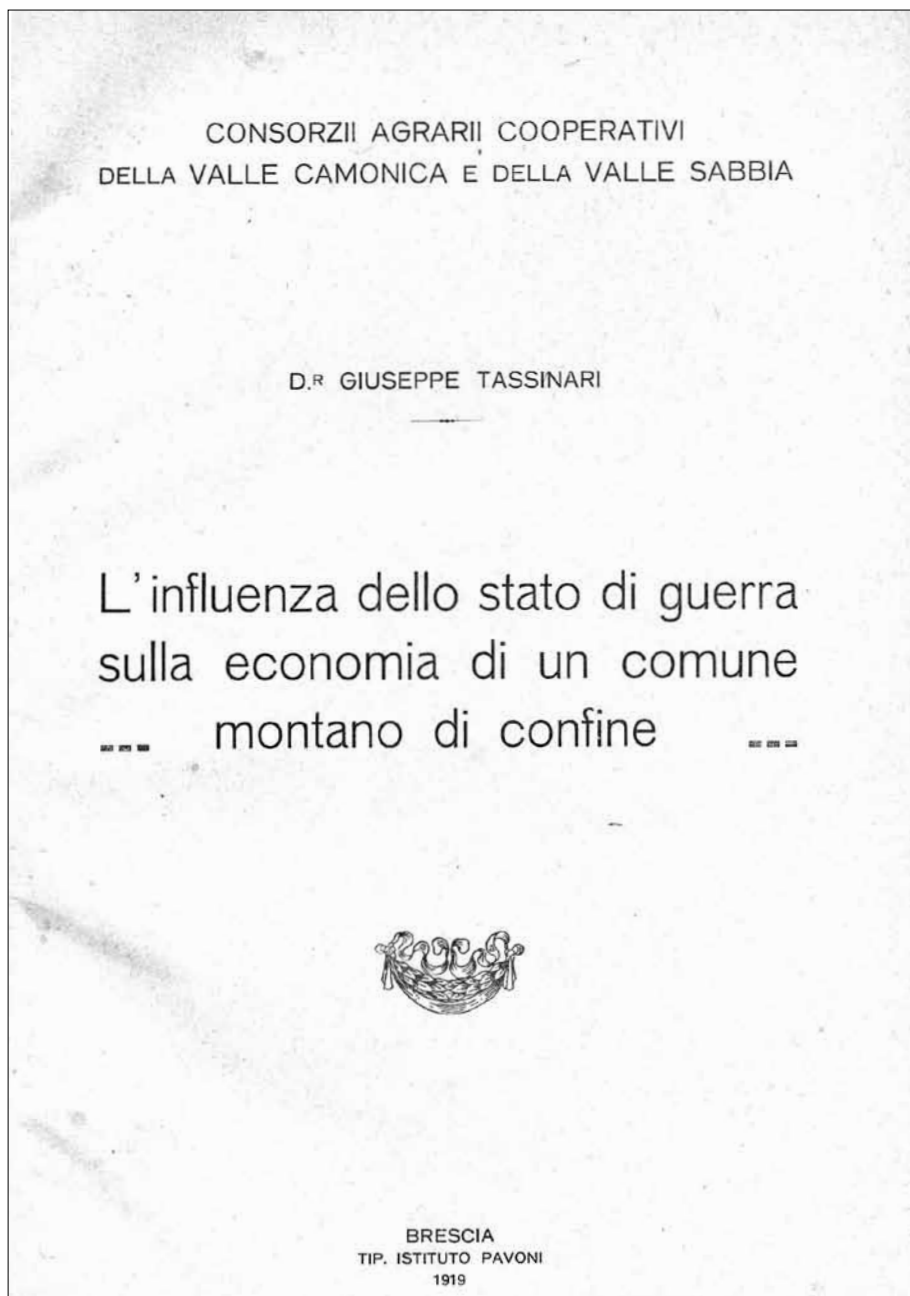 CONSORZII AGRARII COOPERATIVI
DELLA VALLE CAMONICA E DELLA VALLE SABBIA
D.R GIUSEPPE TASSINARI
L'influenza dello stato di guerra
sulla economia di un comune
montano di confine
BRESCIA
TIP. ISTITUTO PAVONI
1919